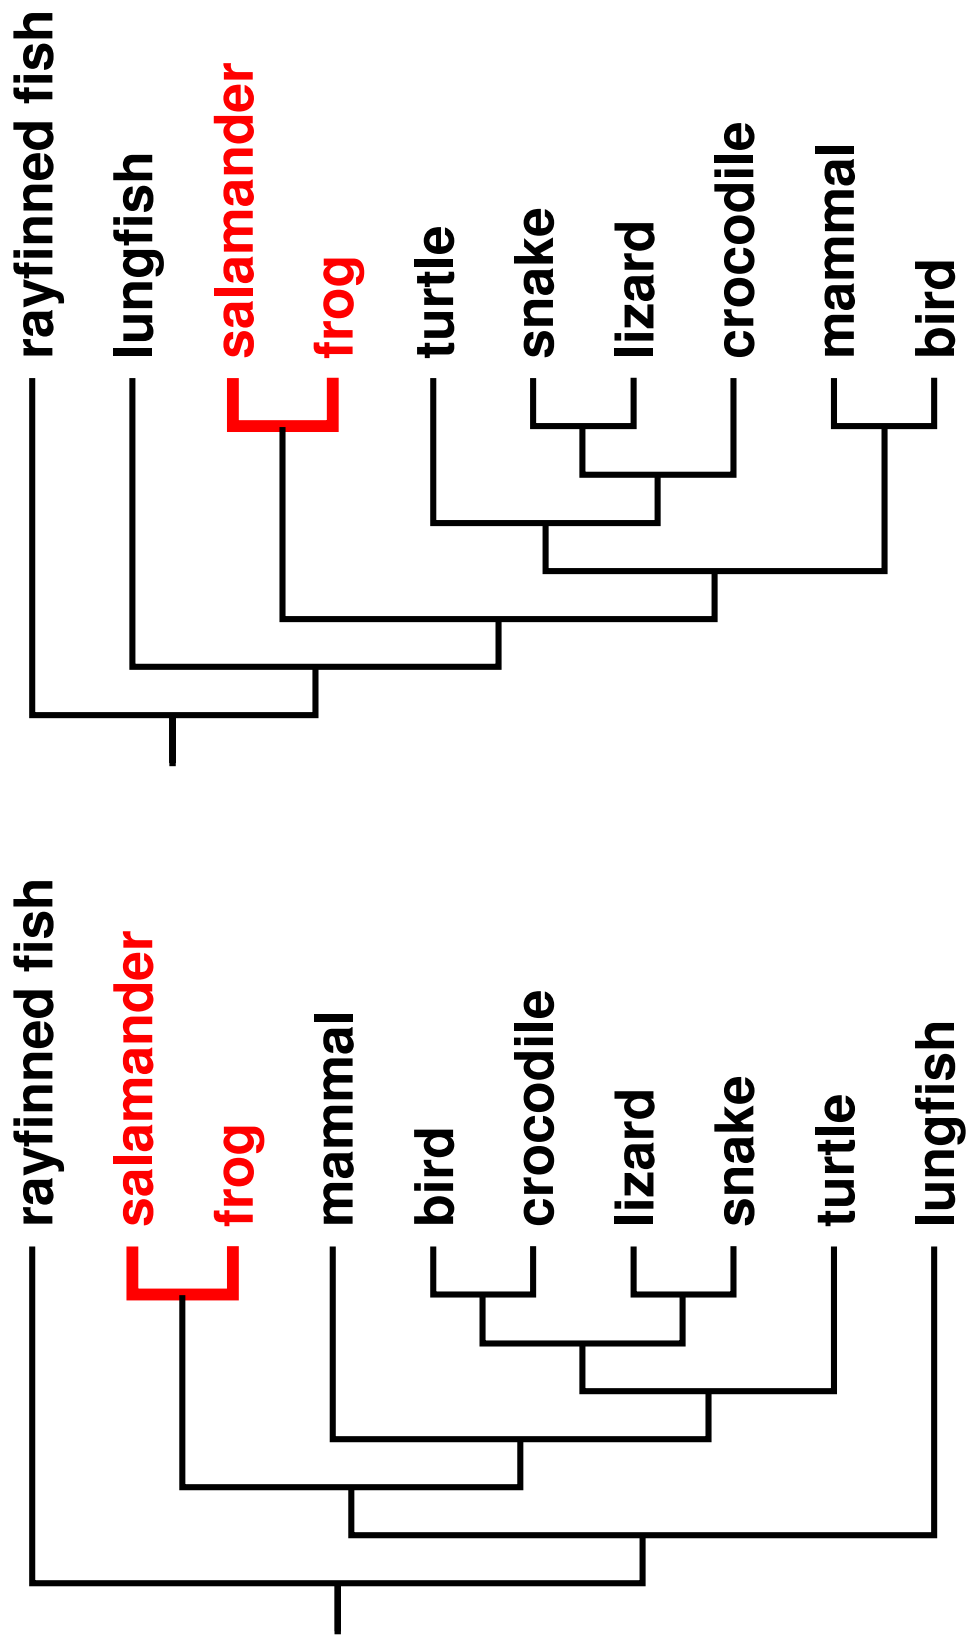 rayfinned fish
lungfish
salamander
frog
turtle
snake
lizard
crocodile
mammal
bird
rayfinned fish
salamander
frog
mammal
bird
crocodile
lizard
snake
turtle
lungfish